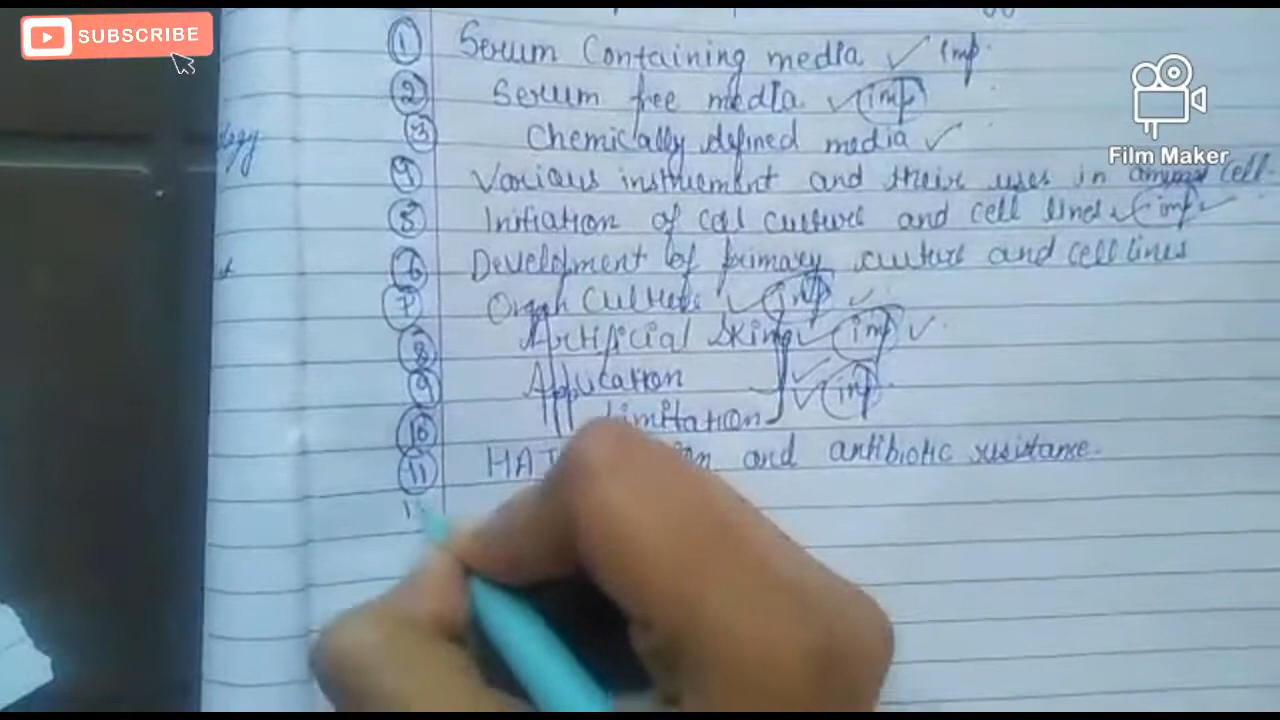 SUBSCRIBE
① Serum Containing media ✓ imp.
② Serum free media ✓ imp
③ Chemically defined media ✓
Film Maker
④ Various instruement and their uses in animal cell.
⑤ Initiation of cell culture and cell lines ✓ imp ✓
⑥ Development of primary culture and cell lines
⑦ Organ Culture ✓ imp ✓
⑧ Artificial Skin ✓ imp ✓
⑨ Application ✓
⑩ Limitation ✓ imp
⑪ and antibiotic resistance.